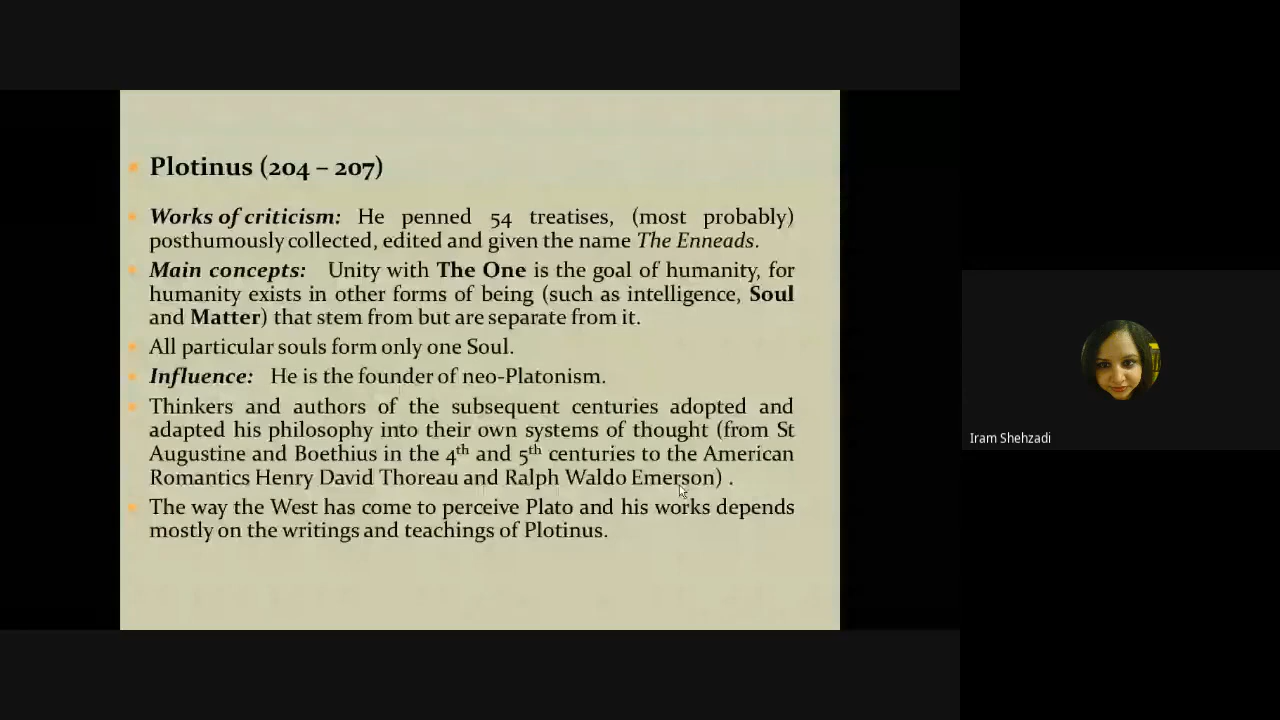 Plotinus (204 – 207)
Works of criticism: He penned 54 treatises, (most probably)
posthumously collected, edited and given the name The Enneads.
Main concepts: Unity with The One is the goal of humanity, for
humanity exists in other forms of being (such as intelligence, Soul
and Matter) that stem from but are separate from it.
All particular souls form only one Soul.
Influence: He is the founder of neo-Platonism.
Thinkers and authors of the subsequent centuries adopted and
adapted his philosophy into their own systems of thought (from St
Augustine and Boethius in the 4th and 5th centuries to the American
Romantics Henry David Thoreau and Ralph Waldo Emerson) .
The way the West has come to perceive Plato and his works depends
mostly on the writings and teachings of Plotinus.
Iram Shehzadi